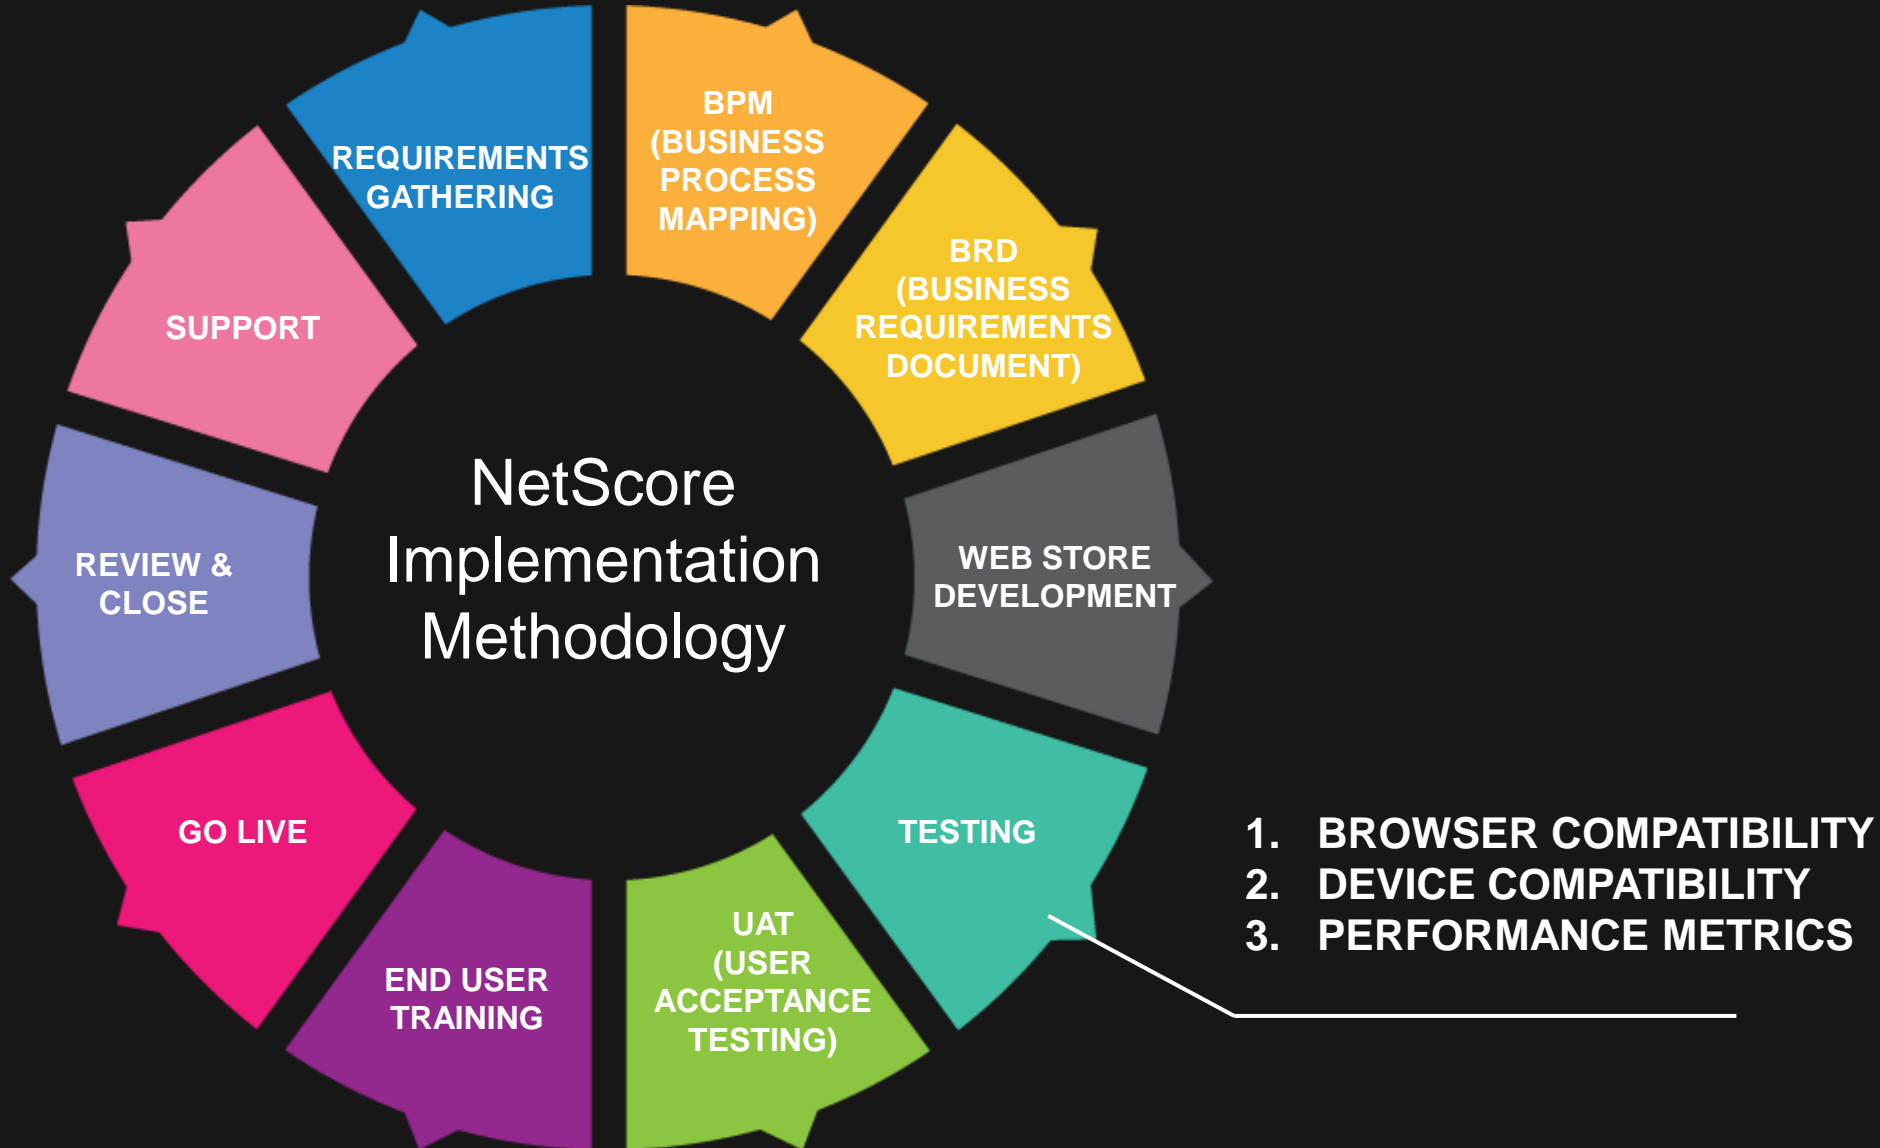 REQUIREMENTS
GATHERING
BPM
(BUSINESS
PROCESS
MAPPING)
BRD
(BUSINESS
REQUIREMENTS
DOCUMENT)
WEB STORE
DEVELOPMENT
TESTING
1. BROWSER COMPATIBILITY
2. DEVICE COMPATIBILITY
3. PERFORMANCE METRICS
UAT
(USER
ACCEPTANCE
TESTING)
END USER
TRAINING
GO LIVE
REVIEW &
CLOSE
SUPPORT
NetScore
Implementation
Methodology